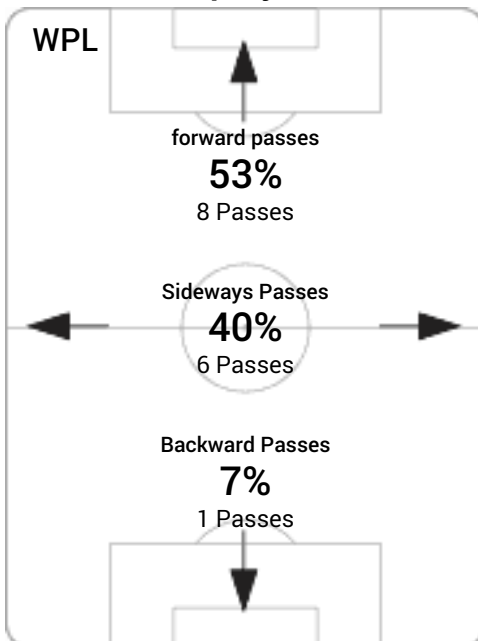 WPL
forward passes
53%
8 Passes
Sideways Passes
40%
6 Passes
Backward Passes
7%
1 Passes